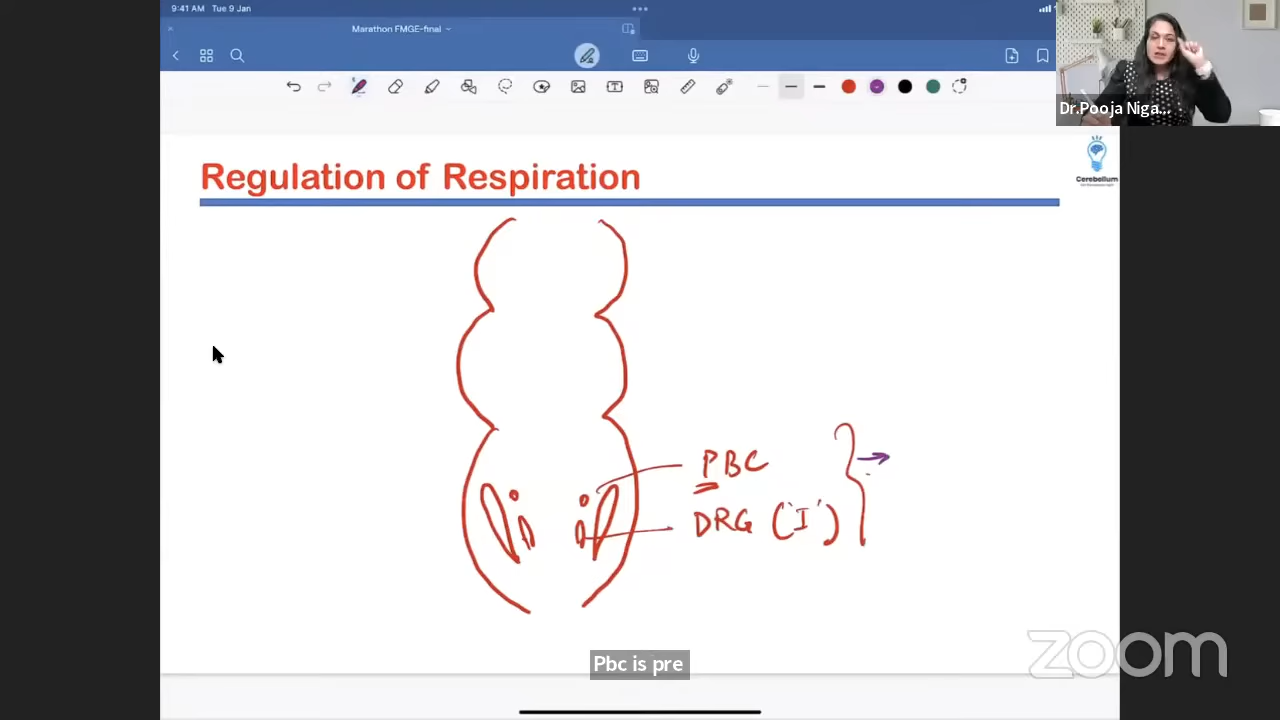 9:41 AM Tue 9 Jan
Marathon FMGE-final
Dr.Pooja Niga...
Regulation of Respiration
Cerebellum
PBC
DRG ('I')
Pbc is pre
zoom